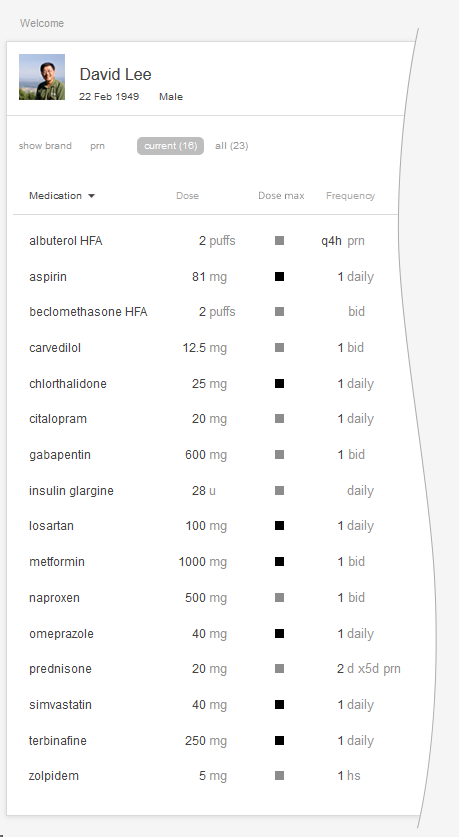 Welcome
David Lee
22 Feb 1949 Male
show brand prn current (16) all (23)
Medication Dose Dose max Frequency
albuterol HFA 2 puffs q4h prn
aspirin 81 mg 1 daily
beclomethasone HFA 2 puffs bid
carvedilol 12.5 mg 1 bid
chlorthalidone 25 mg 1 daily
citalopram 20 mg 1 daily
gabapentin 600 mg 1 bid
insulin glargine 28 u daily
losartan 100 mg 1 daily
metformin 1000 mg 1 bid
naproxen 500 mg 1 bid
omeprazole 40 mg 1 daily
prednisone 20 mg 2 d x5d prn
simvastatin 40 mg 1 daily
terbinafine 250 mg 1 daily
zolpidem 5 mg 1 hs